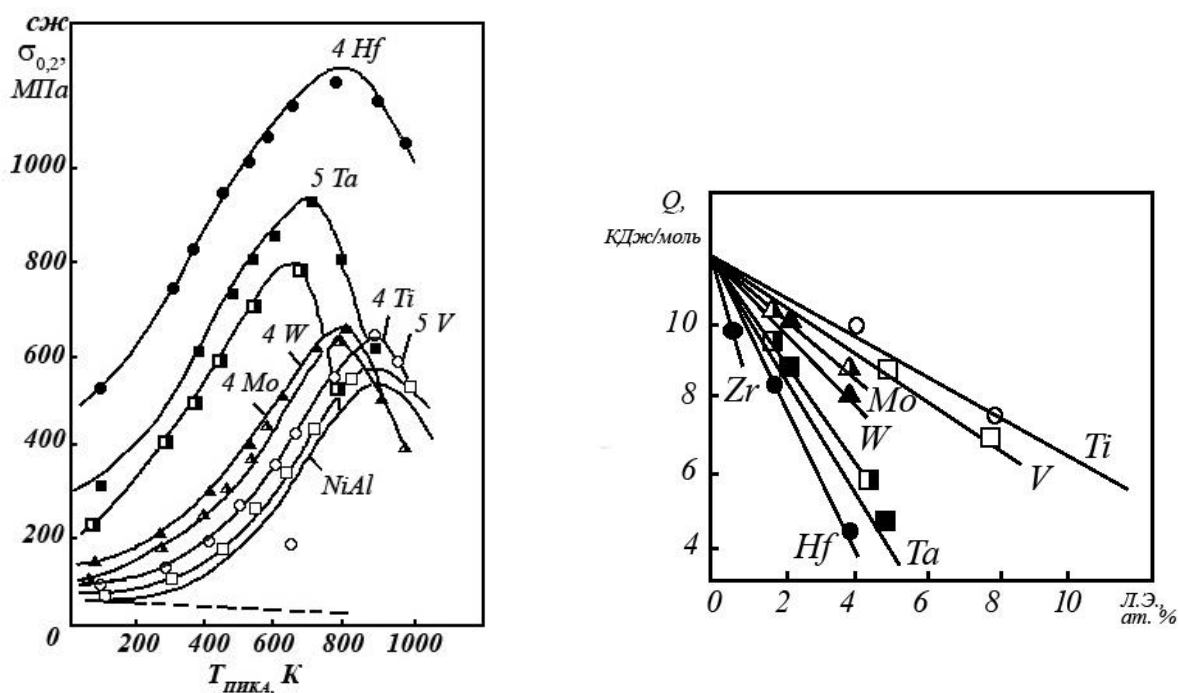 сж
σ0,2,
МПа
4 Hf
1000
5 Ta
800
4 Ti
5 V
600
4 W
4 Mo
400
NiAl
200
0
200 400 600 800 1000
Tпика, К
Q,
КДж/моль
10
8
6
4
Zr
Mo
W
V
Ti
Hf
Ta
0 2 4 6 8 10 Л.Э.,
ат. %